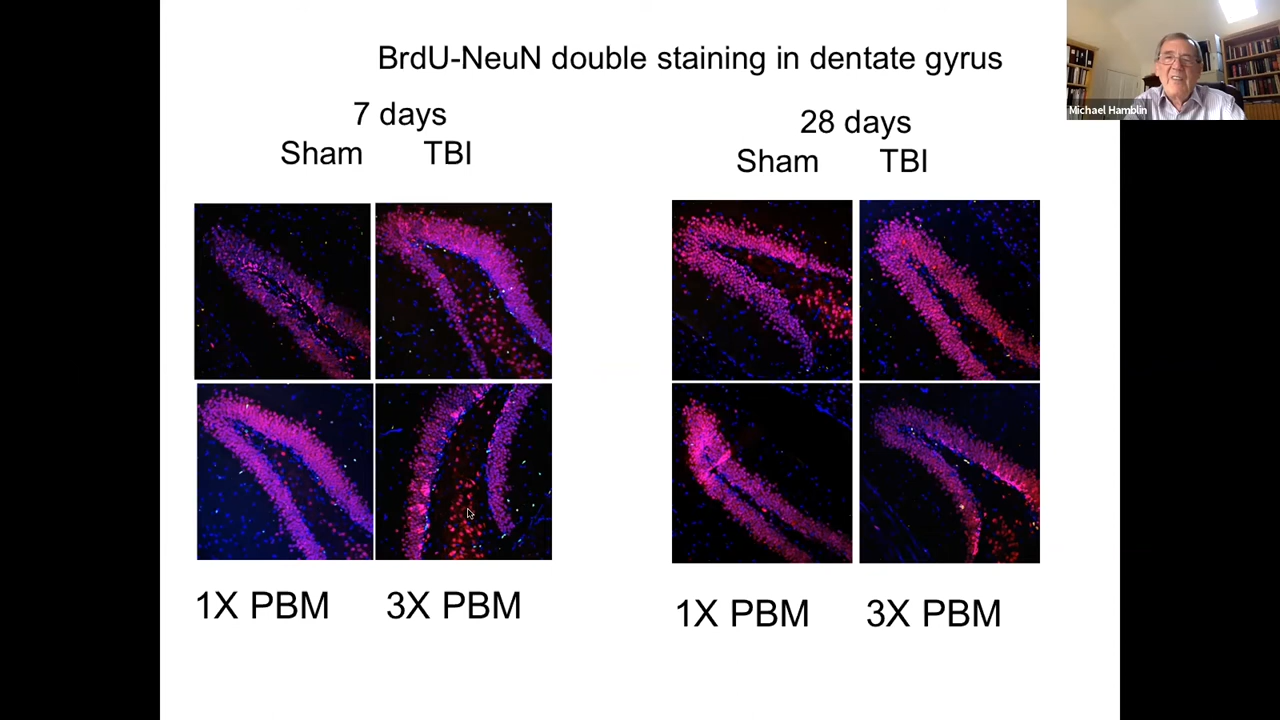 BrdU-NeuN double staining in dentate gyrus
Michael Hamblin
7 days
Sham TBI
28 days
Sham TBI
1X PBM 3X PBM
1X PBM 3X PBM